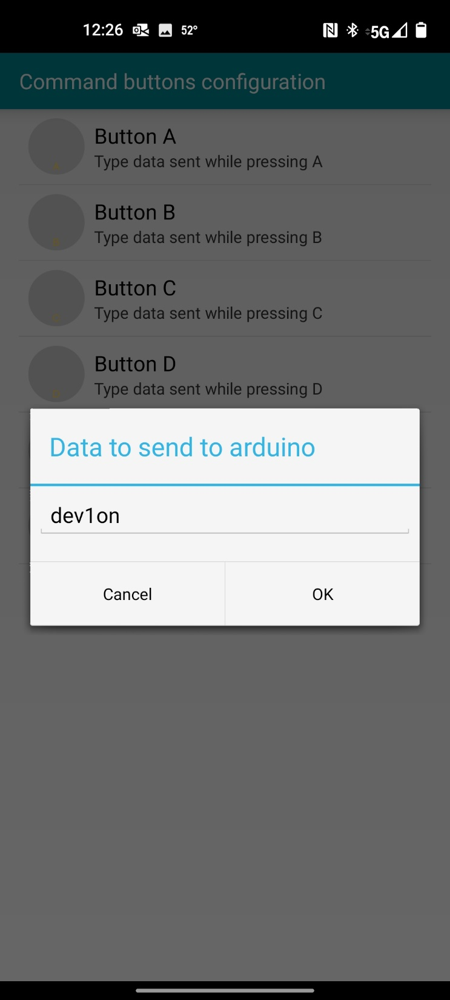 12:26 52° 5G
Command buttons configuration
Button A
Type data sent while pressing A
A
Button B
Type data sent while pressing B
B
Button C
Type data sent while pressing C
C
Button D
Type data sent while pressing D
D
Data to send to arduino
dev1on
Cancel OK